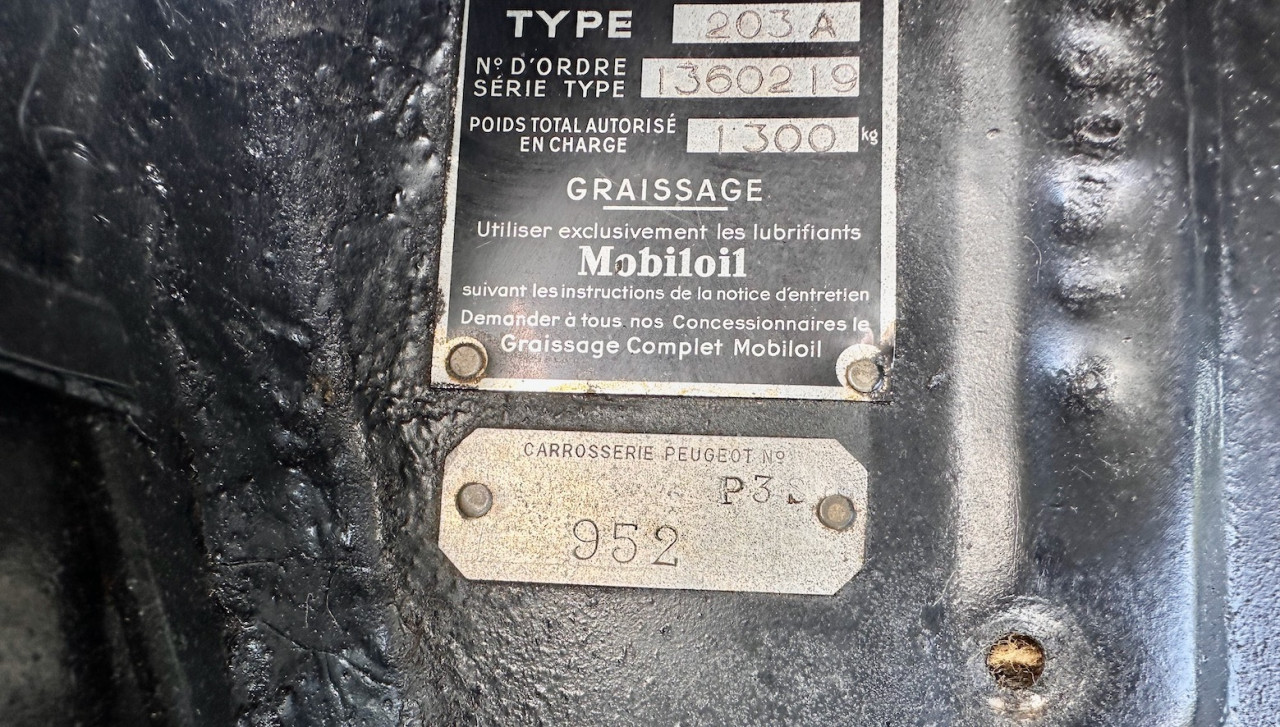 TYPE 203 A
Nº D'ORDRE
SÉRIE TYPE 1360219
POIDS TOTAL AUTORISÉ
EN CHARGE 1300 kg
GRAISSAGE
Utiliser exclusivement les lubrifiants
Mobiloil
suivant les instructions de la notice d'entretien
Demander à tous nos Concessionnaires le
Graissage Complet Mobiloil
CARROSSERIE PEUGEOT Nº
P3
952